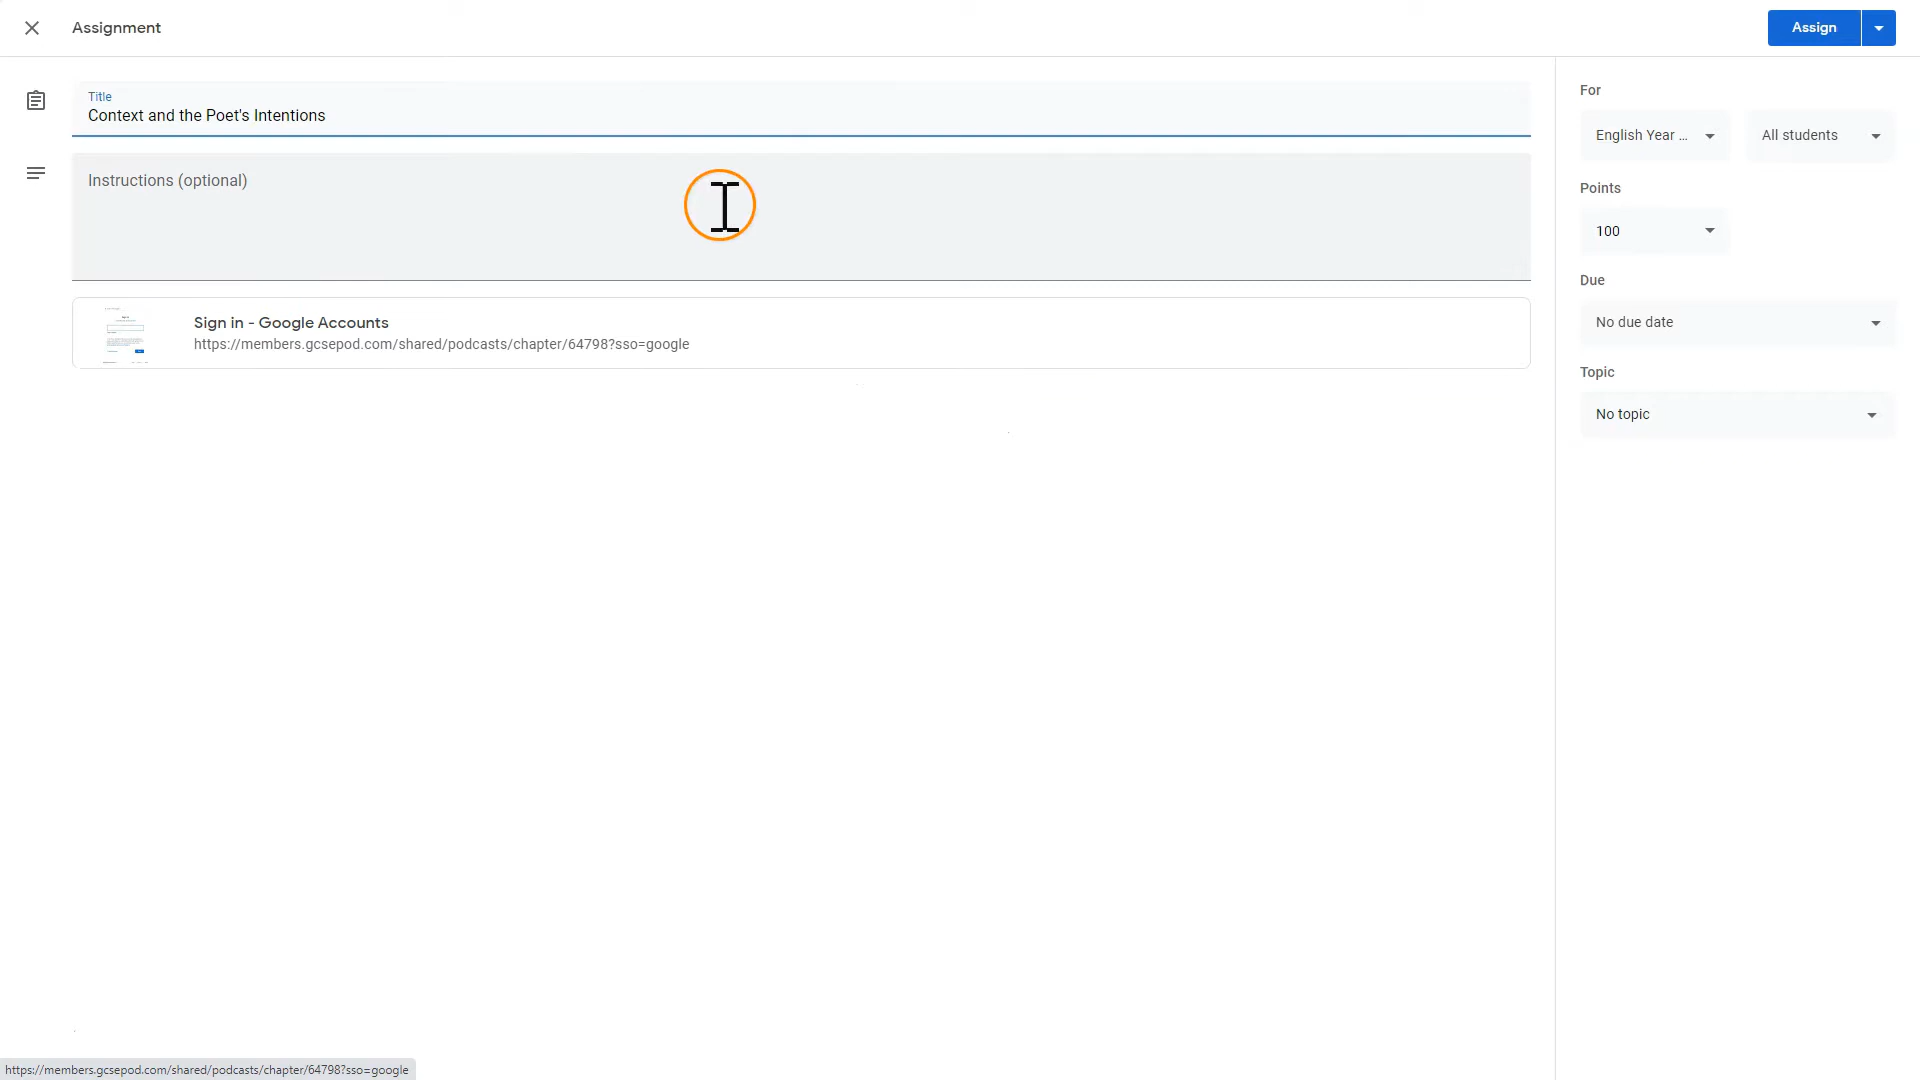 Assignment
Assign
Title
Context and the Poet's Intentions
Instructions (optional)
Sign in - Google Accounts
https://members.gcsepod.com/shared/podcasts/chapter/64798?sso=google
For
English Year ...
All students
Points
100
Due
No due date
Topic
No topic
https://members.gcsepod.com/shared/podcasts/chapter/64798?sso=google